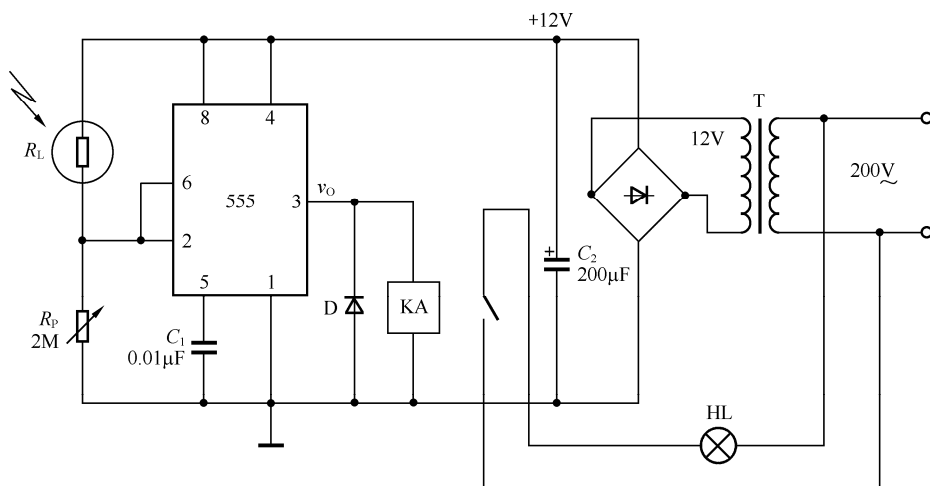 +12V
T
8 4
12V
R_L
200V
~
6
555
3
v_O
2
5 1
C_2
200μF
+
R_P
2M
C_1
0.01μF
D
KA
HL